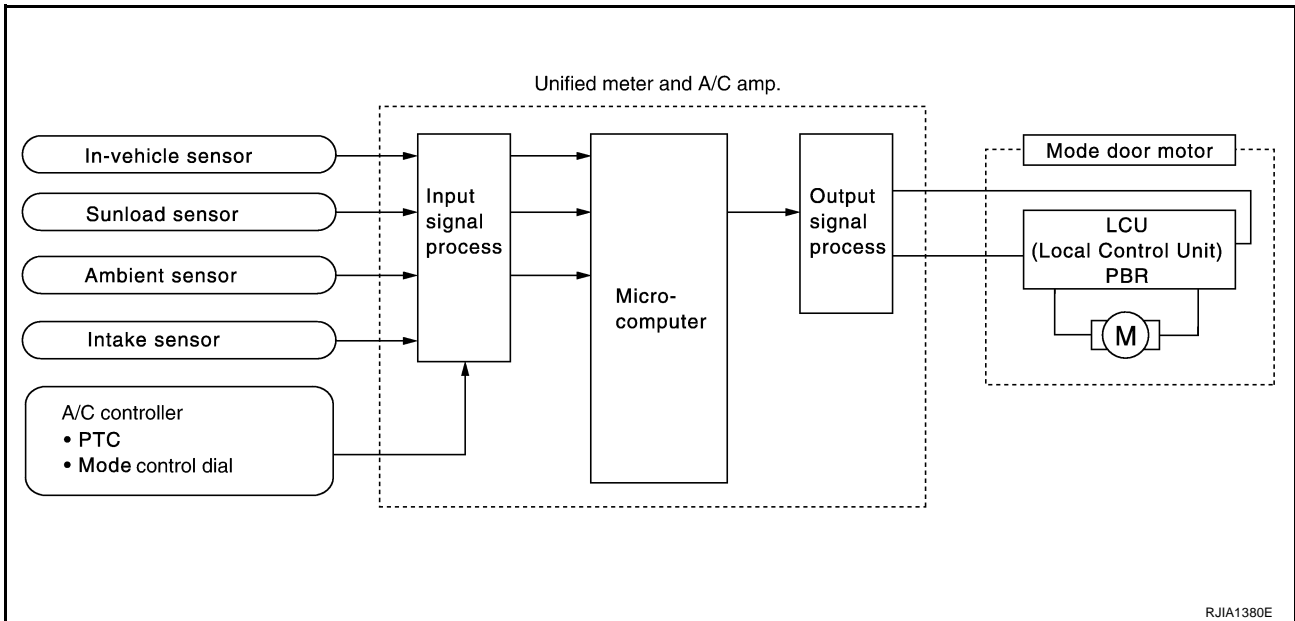 Unified meter and A/C amp.
In-vehicle sensor
Sunload sensor
Ambient sensor
Intake sensor
A/C controller
• PTC
• Mode control dial
Input
signal
process
Micro-
computer
Output
signal
process
Mode door motor
LCU
(Local Control Unit)
PBR
M
RJIA1380E